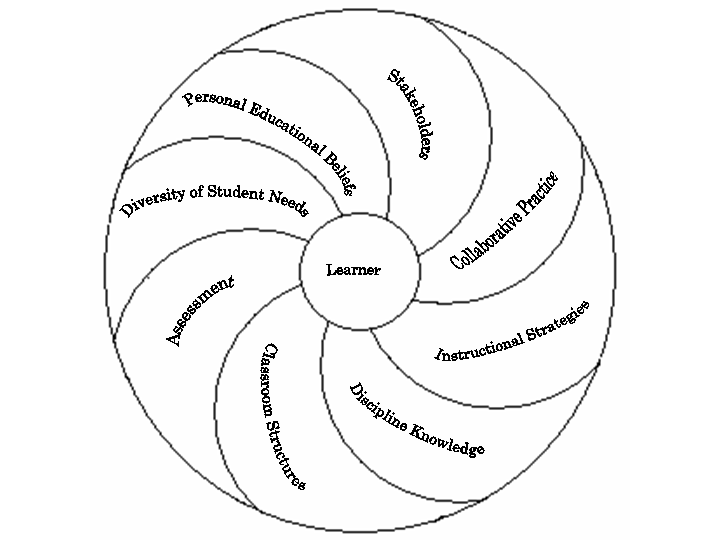 Stakeholders
Collaborative Practice
Instructional Strategies
Discipline Knowledge
Classroom Structures
Assessment
Diversity of Student Needs
Personal Educational Beliefs
Learner